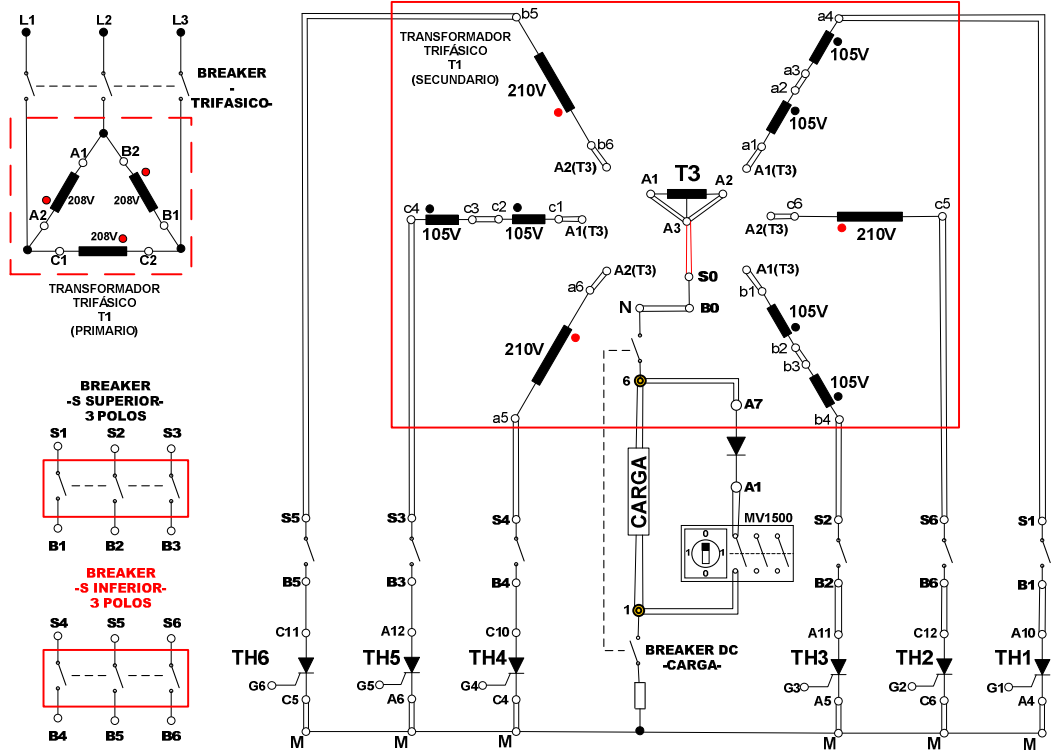 L1 L2 L3
BREAKER
-
TRIFASICO-
A1 B2
208V 208V
A2 B1
208V
C1 C2
TRANSFORMADOR
TRIFÁSICO
T1
(PRIMARIO)
BREAKER
-S SUPERIOR-
3 POLOS
S1 S2 S3
B1 B2 B3
BREAKER
-S INFERIOR-
3 POLOS
S4 S5 S6
B4 B5 B6
b5
TRANSFORMADOR
TRIFÁSICO
T1
(SECUNDARIO)
210V
b6
A2(T3)
a4
105V
a3
a2
105V
a1
A1(T3)
T3
A1 A2
A3
S0
N B0
c4 c3 c2 c1
105V 105V
A1(T3)
c6 c5
A2(T3)
210V
A2(T3)
a6
210V
a5
A1(T3)
b1
105V
b2
b3
105V
b4
6
A7
CARGA
A1
MV1500
0
1 1
0
1
BREAKER DC
-CARGA-
S5 S3 S4 S2 S6 S1
B5 B3 B4 B2 B6 B1
C11 A12 C10 A11 C12 A10
TH6 TH5 TH4 TH3 TH2 TH1
G6 G5 G4 G3 G2 G1
C5 A6 C4 A5 C6 A4
M M M M M M